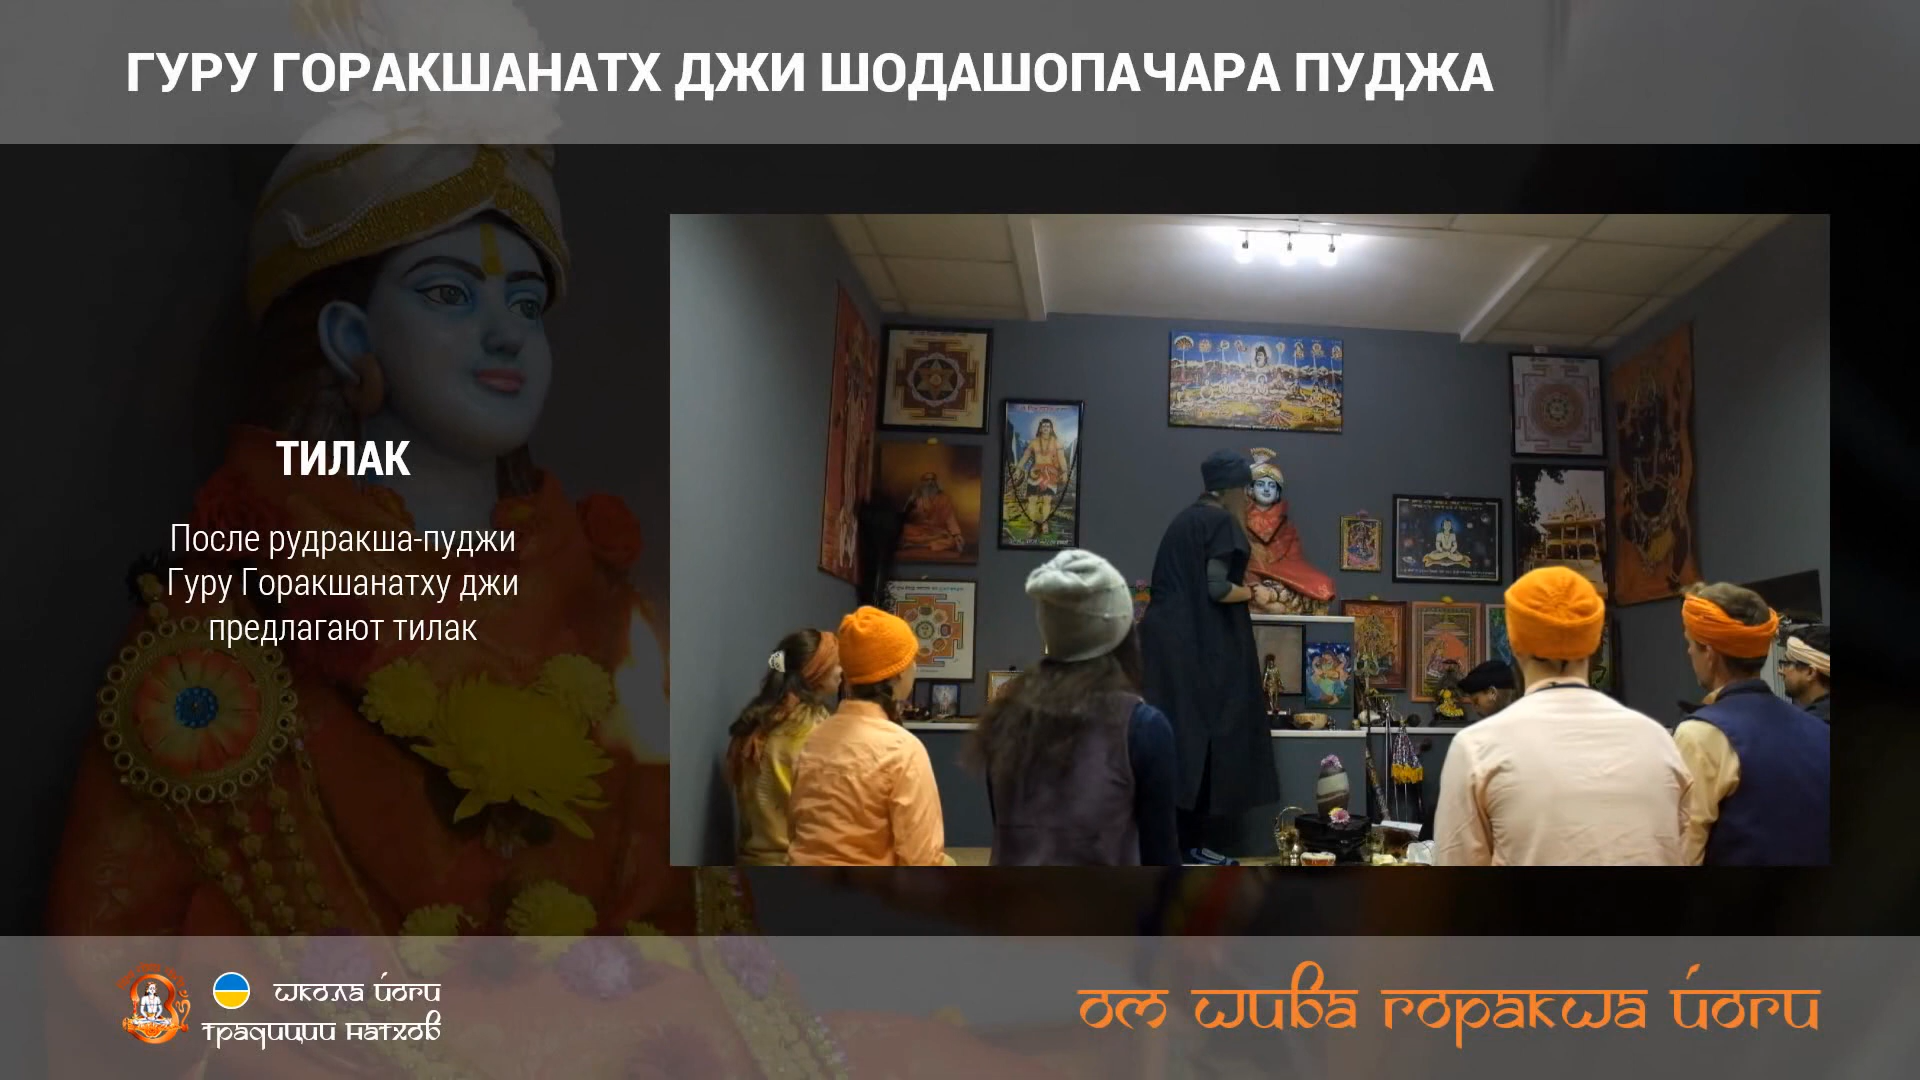 ГУРУ ГОРАКШАНАТХ ДЖИ ШОДАШОПАЧАРА ПУДЖА
ТИЛАК
После рудракша-пуджи
Гуру Горакшанатху джи
предлагают тилак
школа йоги
традиции натхов
ом шива горакша йоги